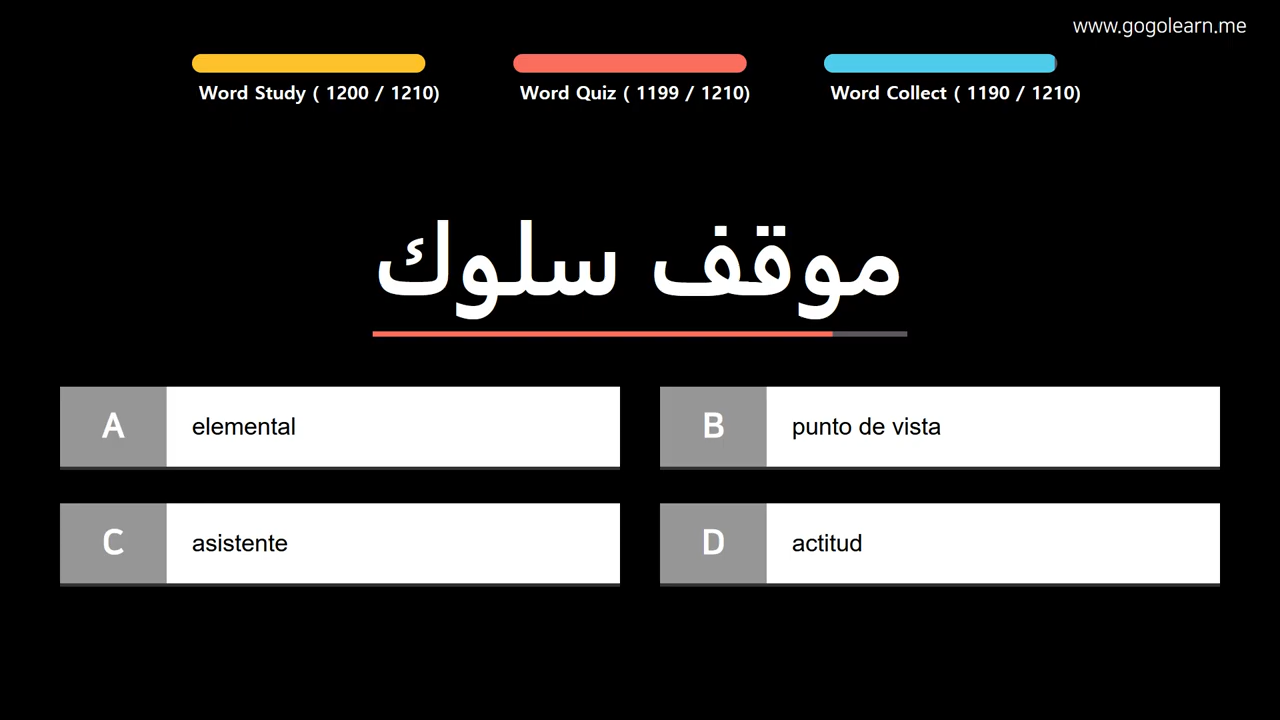 www.gogolearn.me
Word Study ( 1200 / 1210)
Word Quiz ( 1199 / 1210)
Word Collect ( 1190 / 1210)
موقف سلوك
A elemental
B punto de vista
C asistente
D actitud